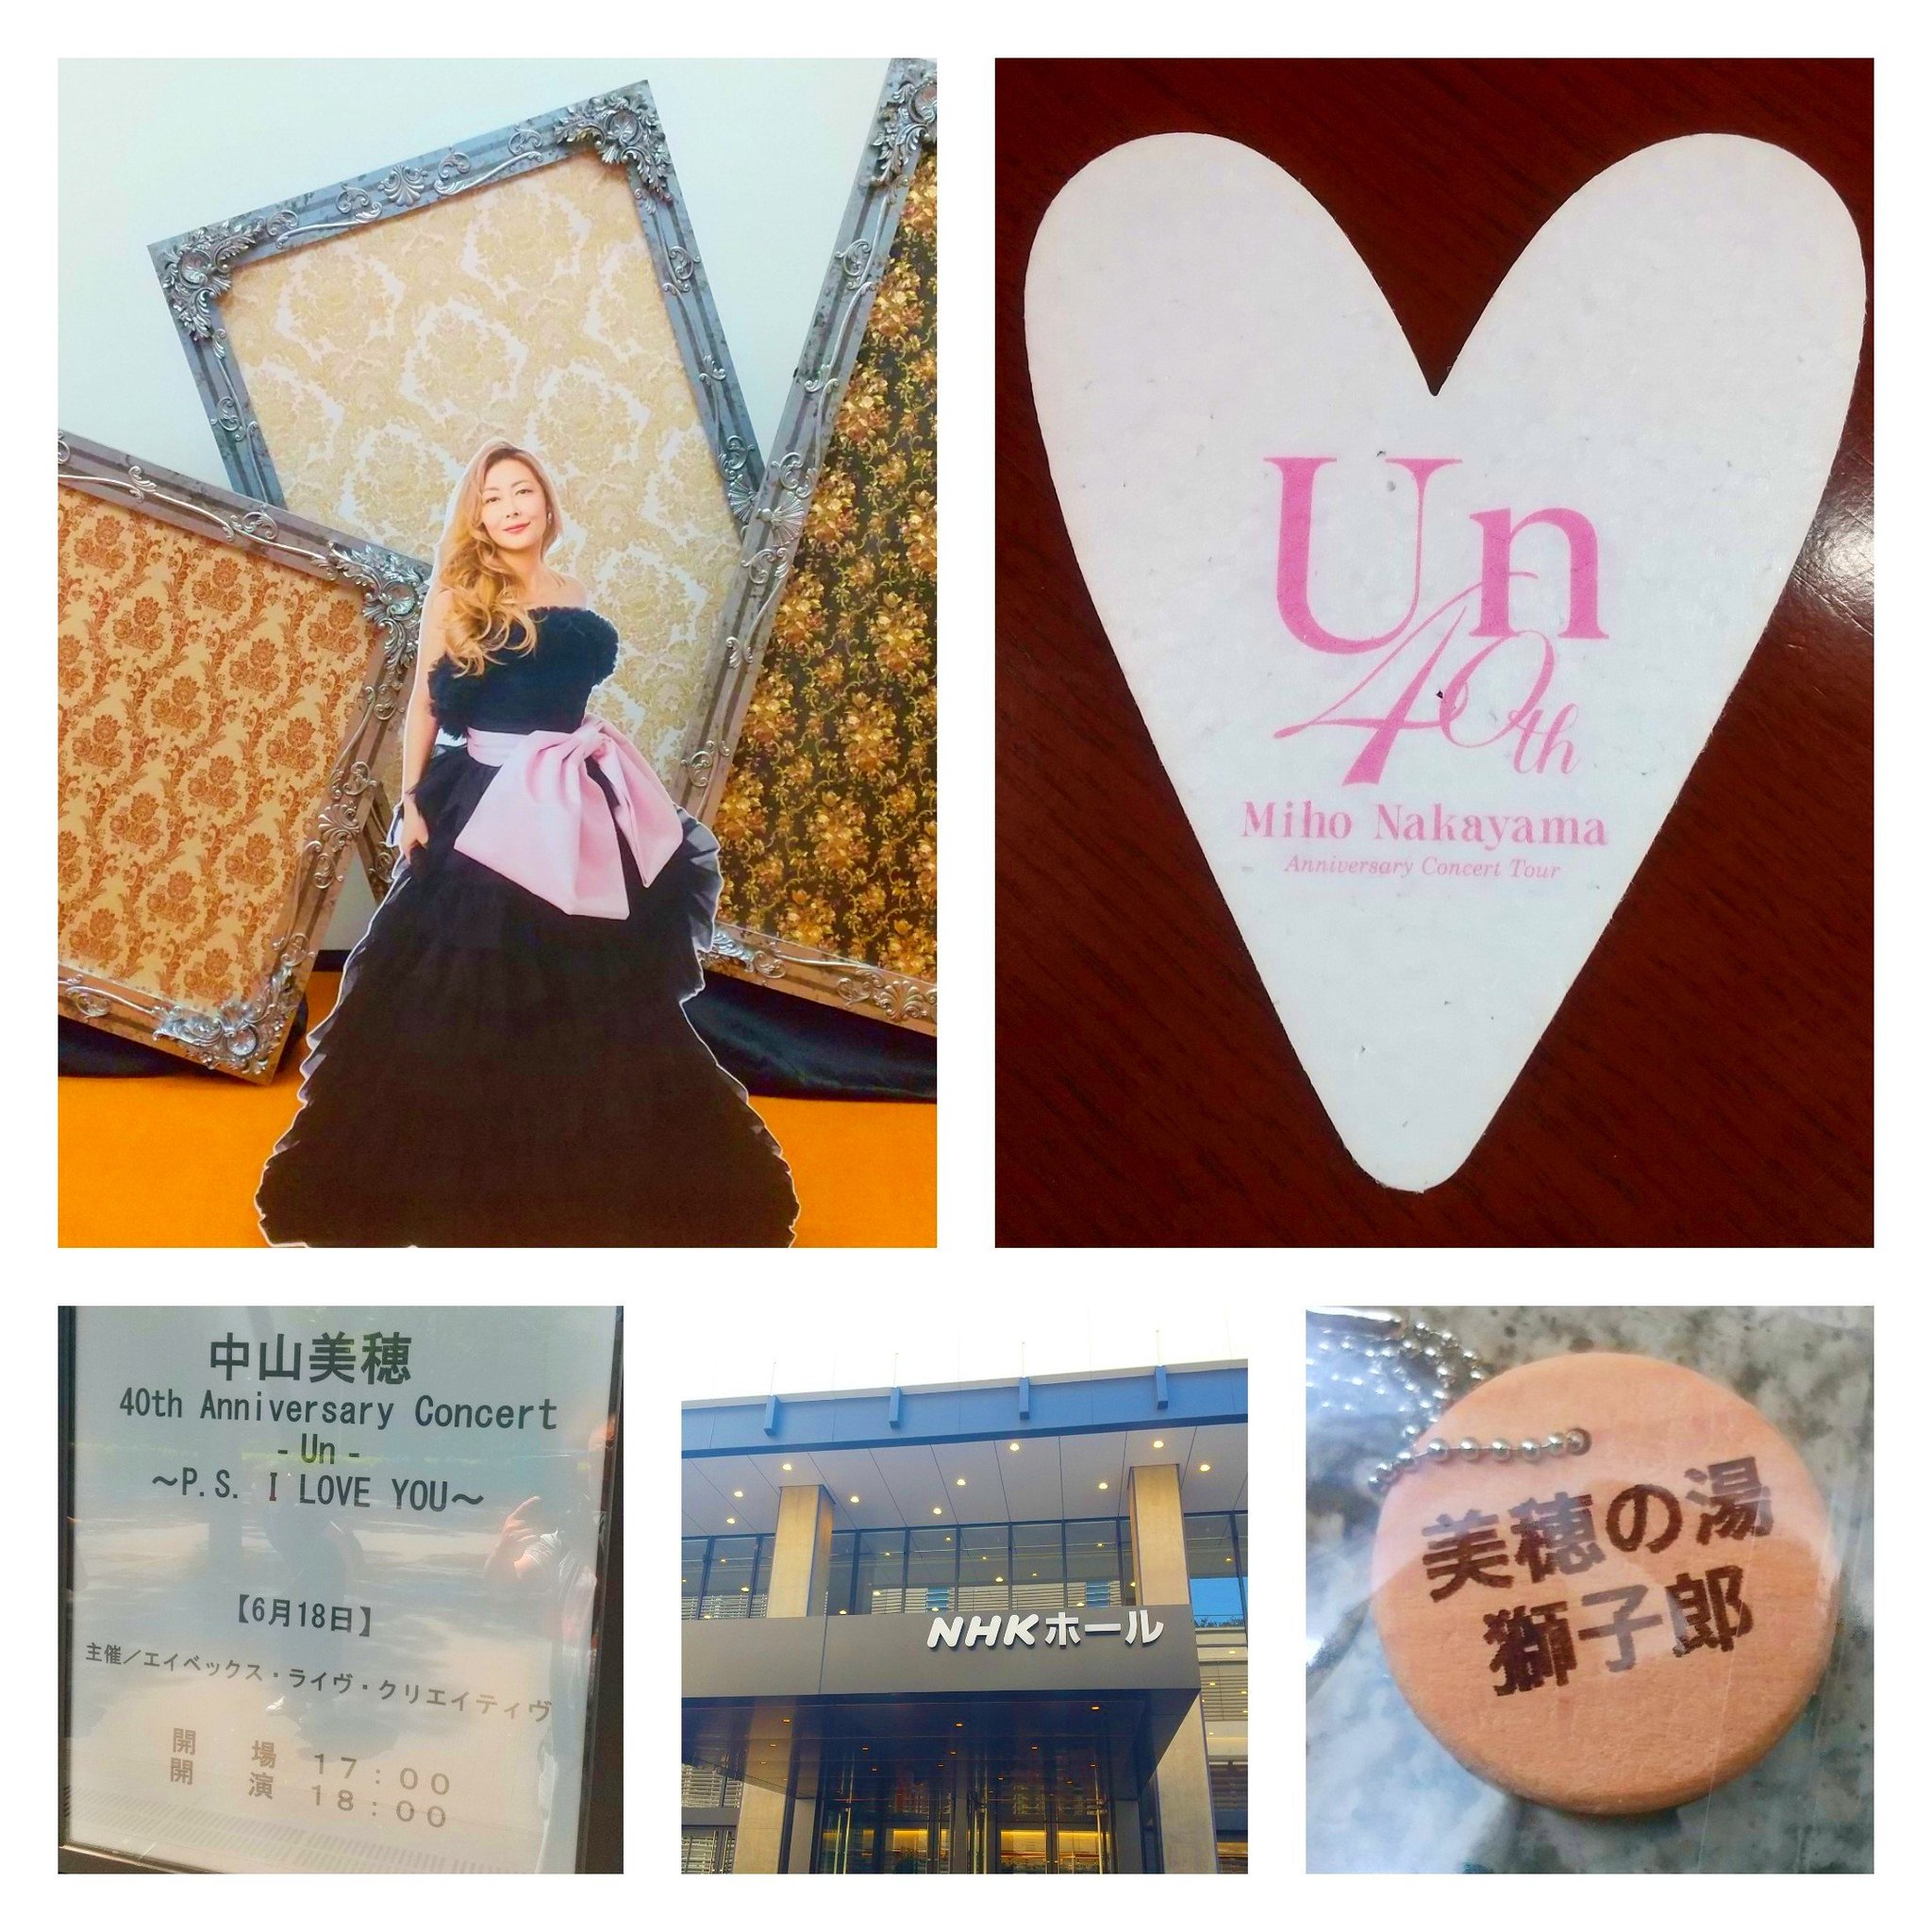 Un
40th
Miho Nakayama
Anniversary Concert Tour
中山美穂
40th Anniversary Concert
- Un -
～P.S. I LOVE YOU～
【6月18日】
主催／エイベックス・ライヴ・クリエイティヴ
開　場　17:00
開　演　18:00
NHKホール
美穂の湯
獅子郎